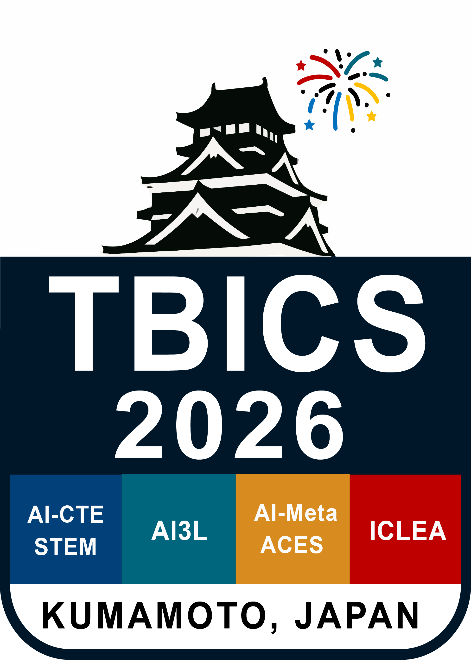 TBICS
2026
AI-CTE
STEM
AI3L
AI-Meta
ACES
ICLEA
KUMAMOTO, JAPAN